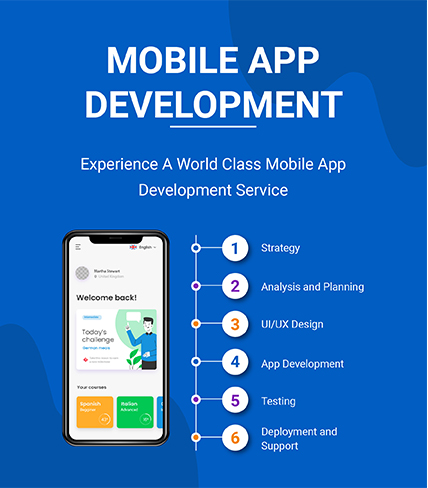 MOBILE APP
DEVELOPMENT
Experience A World Class Mobile App
Development Service
English
Martha Stewart
United Kingdom
Welcome back!
Today's
challenge
German meals
Your courses
Spanish
Beginner
Italian
Advanced
1 Strategy
2 Analysis and Planning
3 UI/UX Design
4 App Development
5 Testing
6 Deployment and
Support